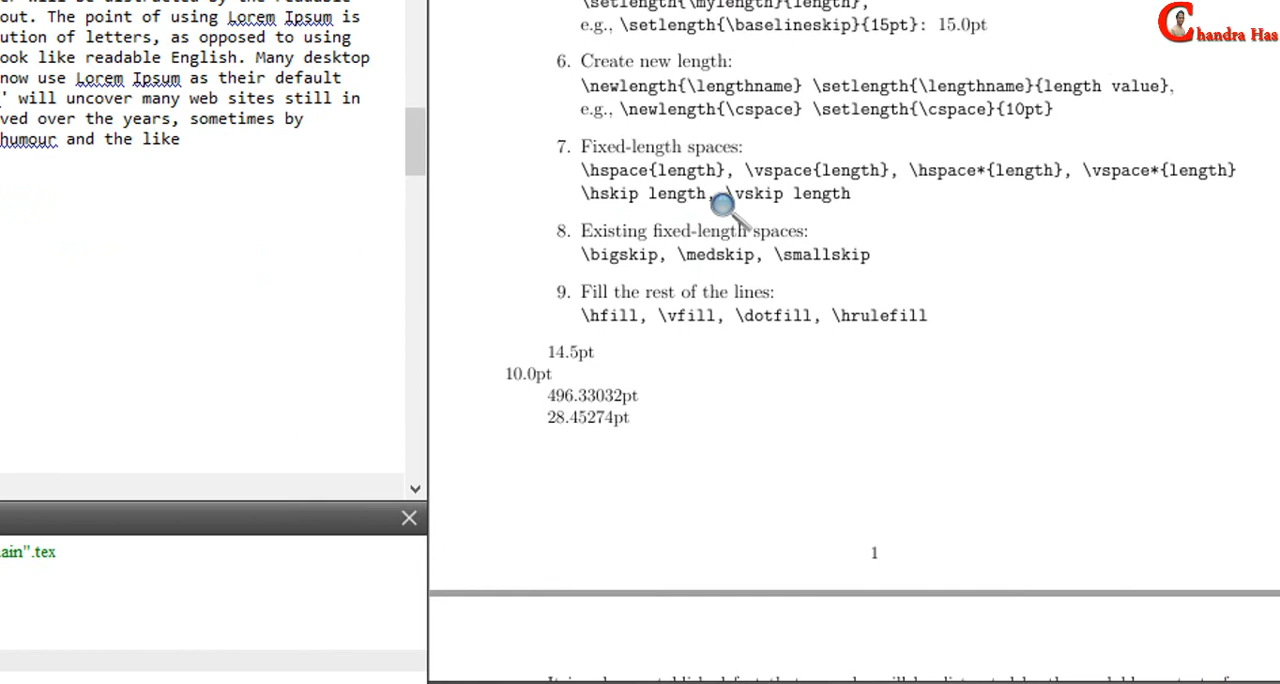 out. The point of using Lorem Ipsum is
ution of letters, as opposed to using
ook like readable English. Many desktop
now use Lorem Ipsum as their default
' will uncover many web sites still in
ved over the years, sometimes by
humour and the like
ain".tex
\setlength{\mylength}{length},
e.g., \setlength{\baselineskip}{15pt}: 15.0pt
6. Create new length:
\newlength{\lengthname} \setlength{\lengthname}{length value},
e.g., \newlength{\cspace} \setlength{\cspace}{10pt}
7. Fixed-length spaces:
\hspace{length}, \vspace{length}, \hspace*{length}, \vspace*{length}
\hskip length, \vskip length
8. Existing fixed-length spaces:
\bigskip, \medskip, \smallskip
9. Fill the rest of the lines:
\hfill, \vfill, \dotfill, \hrulefill
14.5pt
10.0pt
496.33032pt
28.45274pt
1
Chandra Has